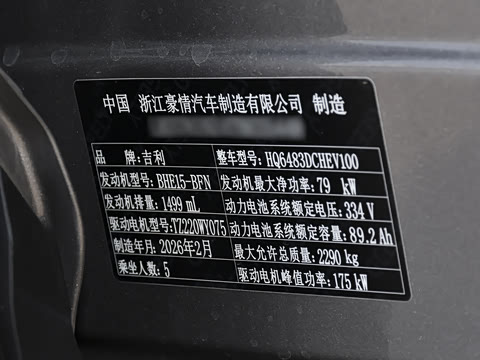 中国 浙江豪情汽车制造有限公司 制造
品 牌:吉利 整车型号:HQ6483DCHEV100
发动机型号:BHE15-BFN 发动机最大净功率:79 kW
发动机排量:1499 mL 动力电池系统额定电压:334 V
驱动电机型号:TZ220WY075 动力电池系统额定容量:89.2 Ah
制造年月:2026年2月 最大允许总质量:2290 kg
乘坐人数:5 驱动电机峰值功率:175 kW